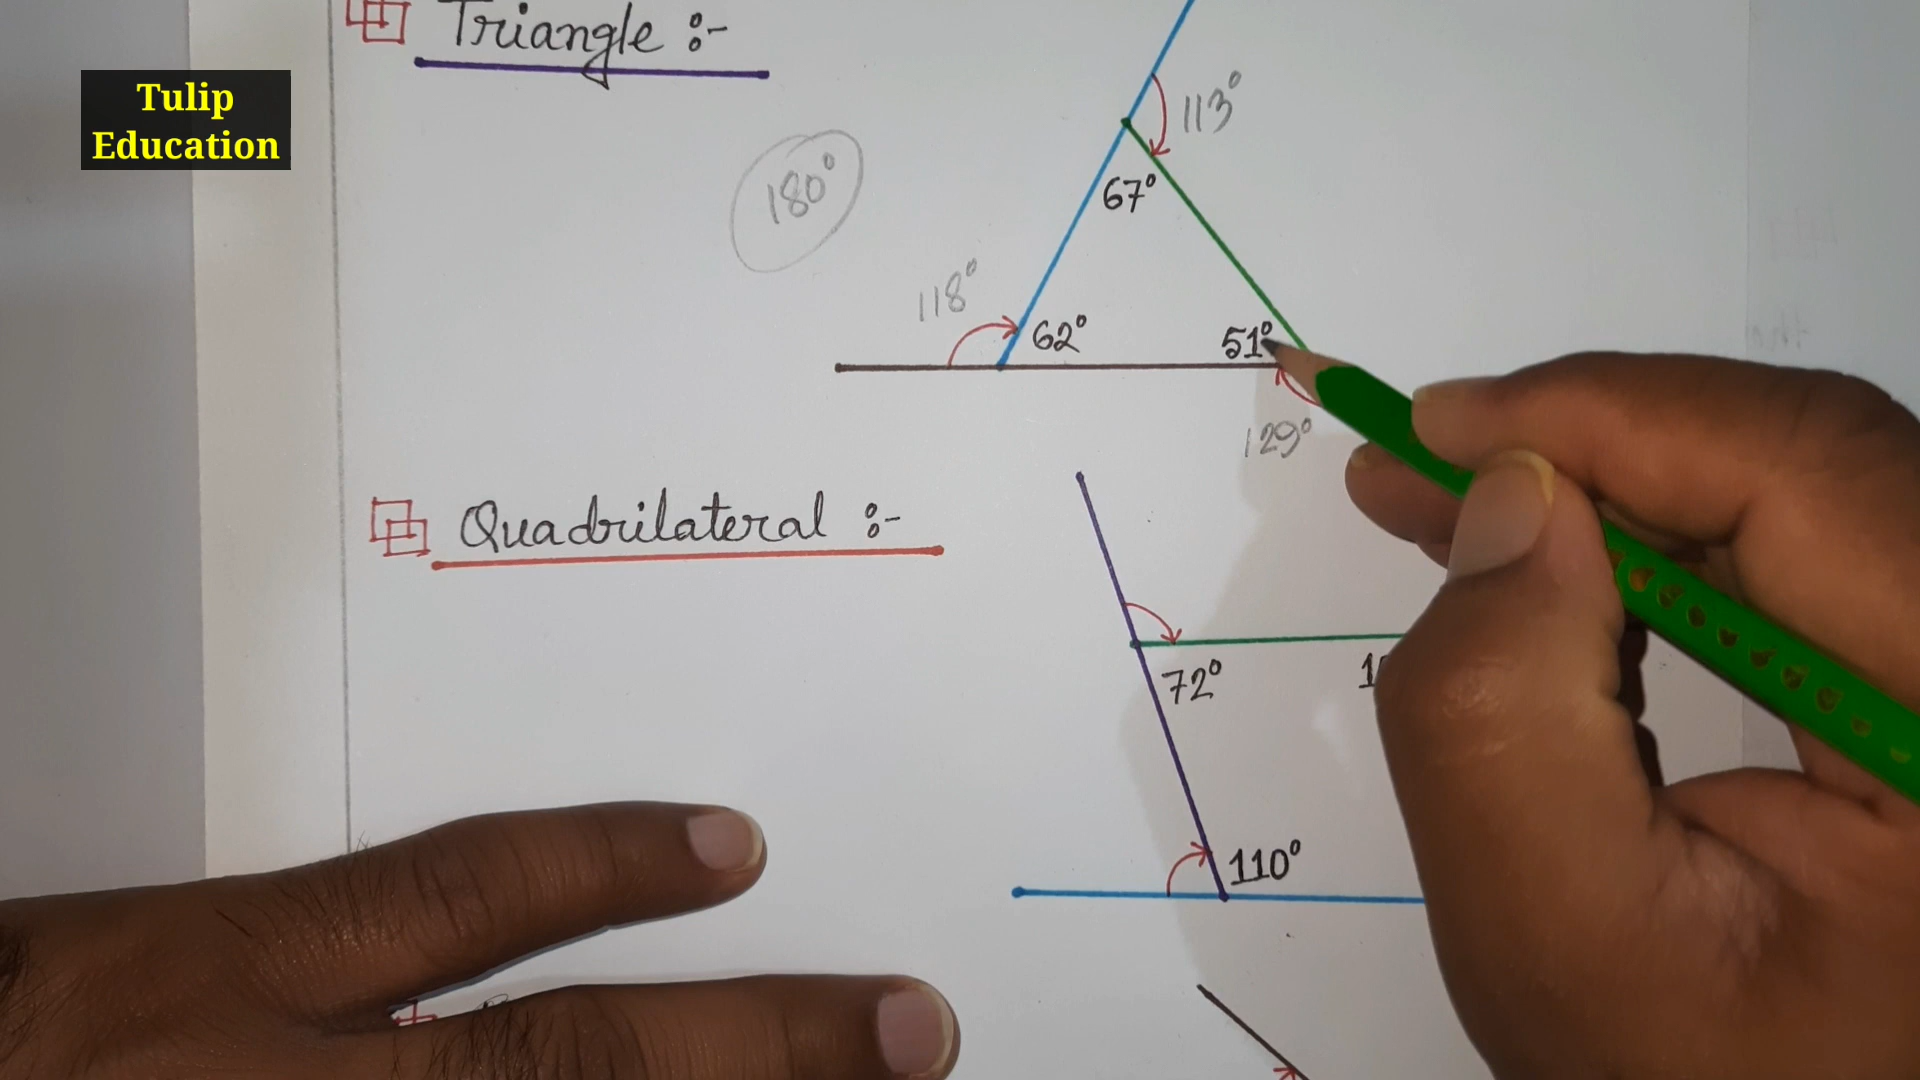 Triangle :-
Tulip
Education
113°
180°
67°
118°
62°
51°
129°
Quadrilateral :-
72°
110°